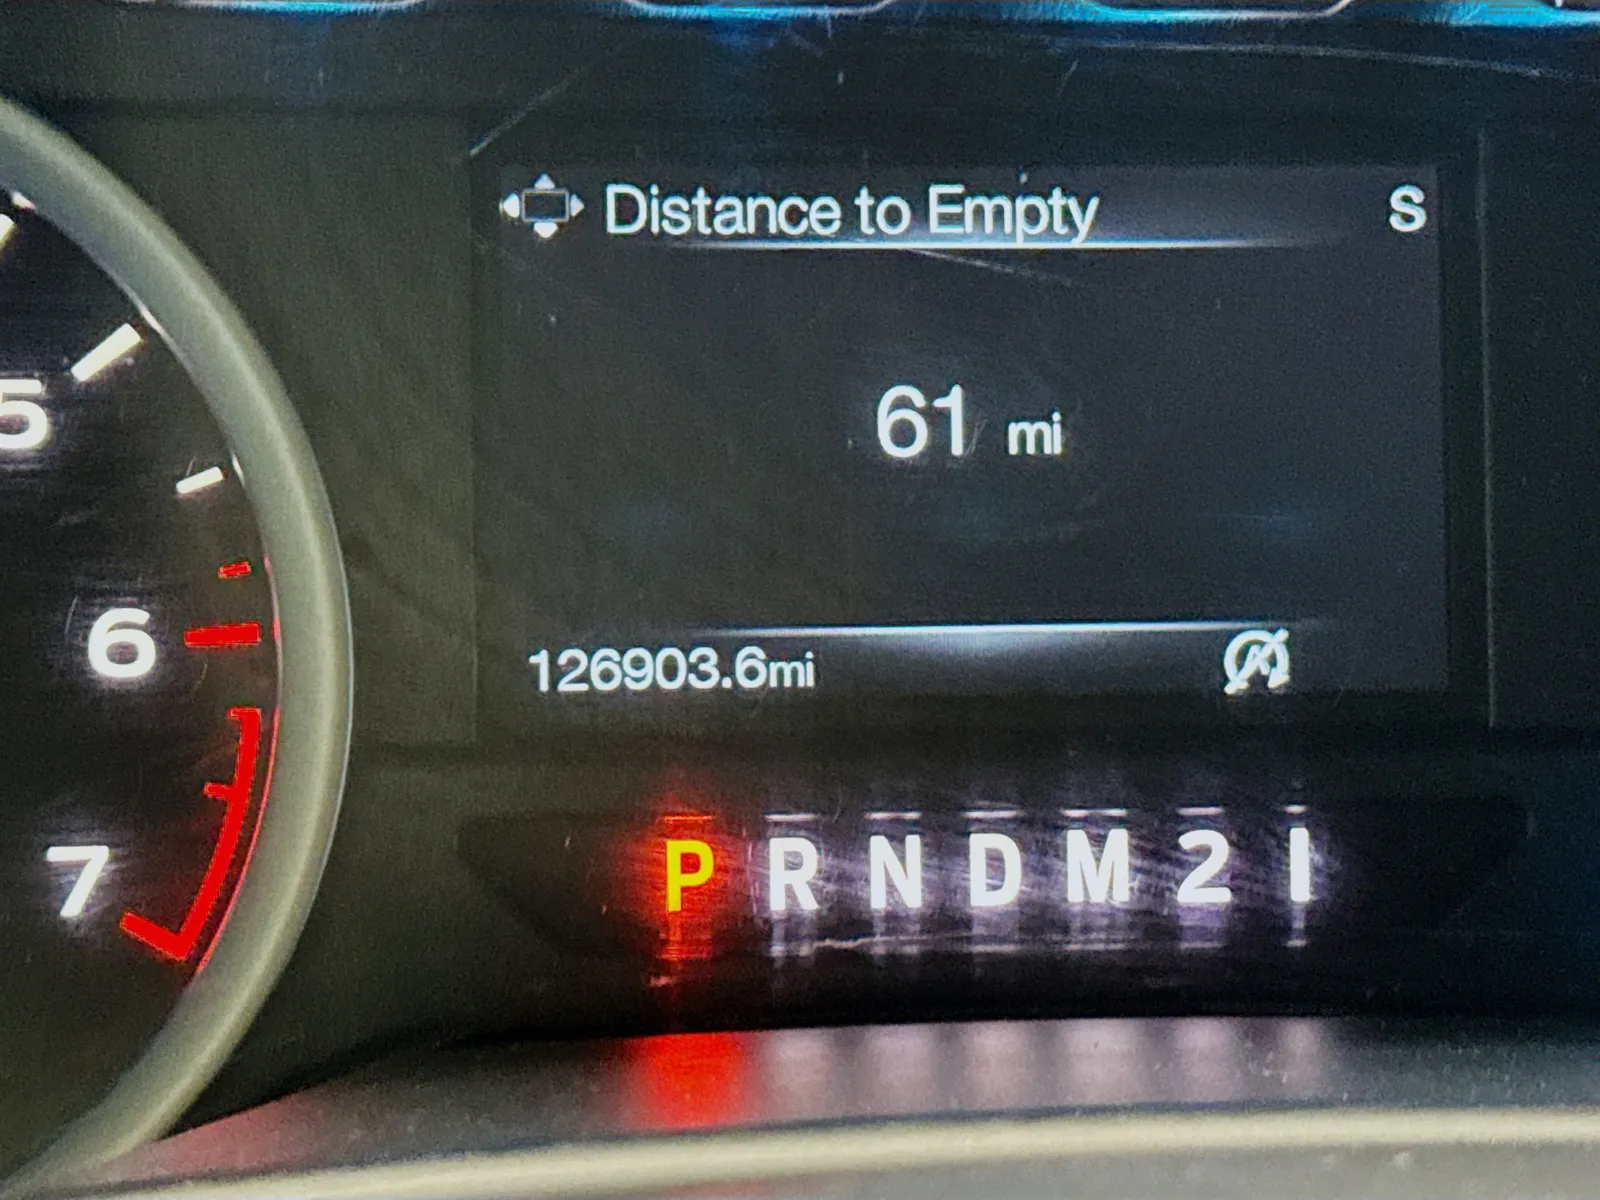 Distance to Empty S
61 mi
126903.6mi
5
6
7
P R N D M 2 1